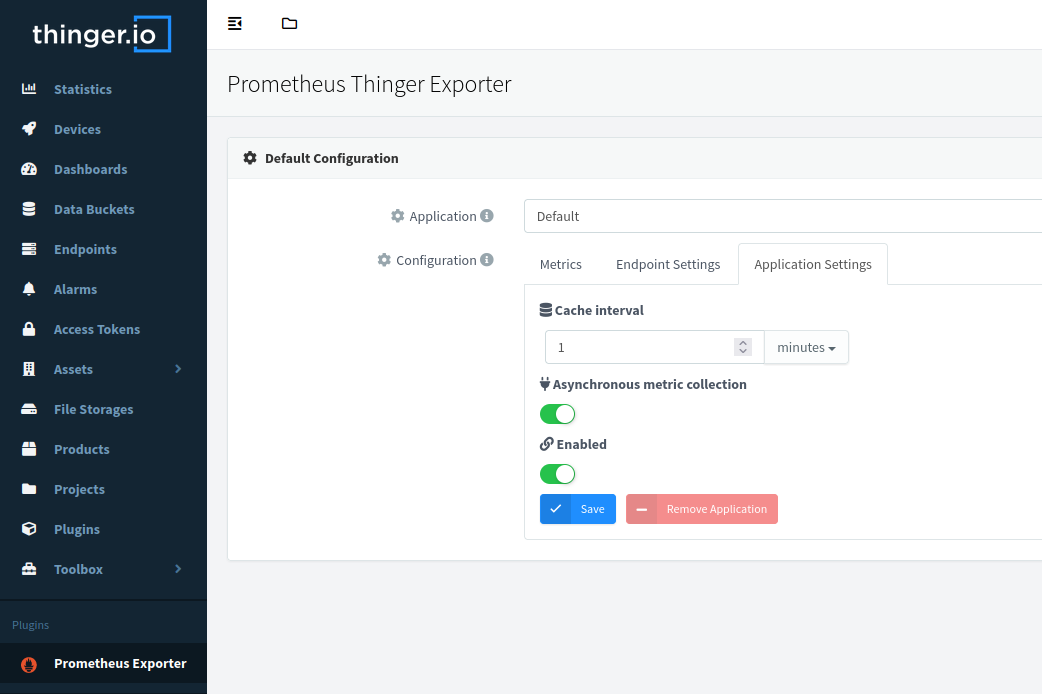 thinger.io
Statistics
Devices
Dashboards
Data Buckets
Endpoints
Alarms
Access Tokens
Assets
File Storages
Products
Projects
Plugins
Toolbox
Plugins
Prometheus Exporter
Prometheus Thinger Exporter
Default Configuration
Application
Default
Configuration
Metrics Endpoint Settings Application Settings
Cache interval
1 minutes
Asynchronous metric collection
Enabled
Save Remove Application